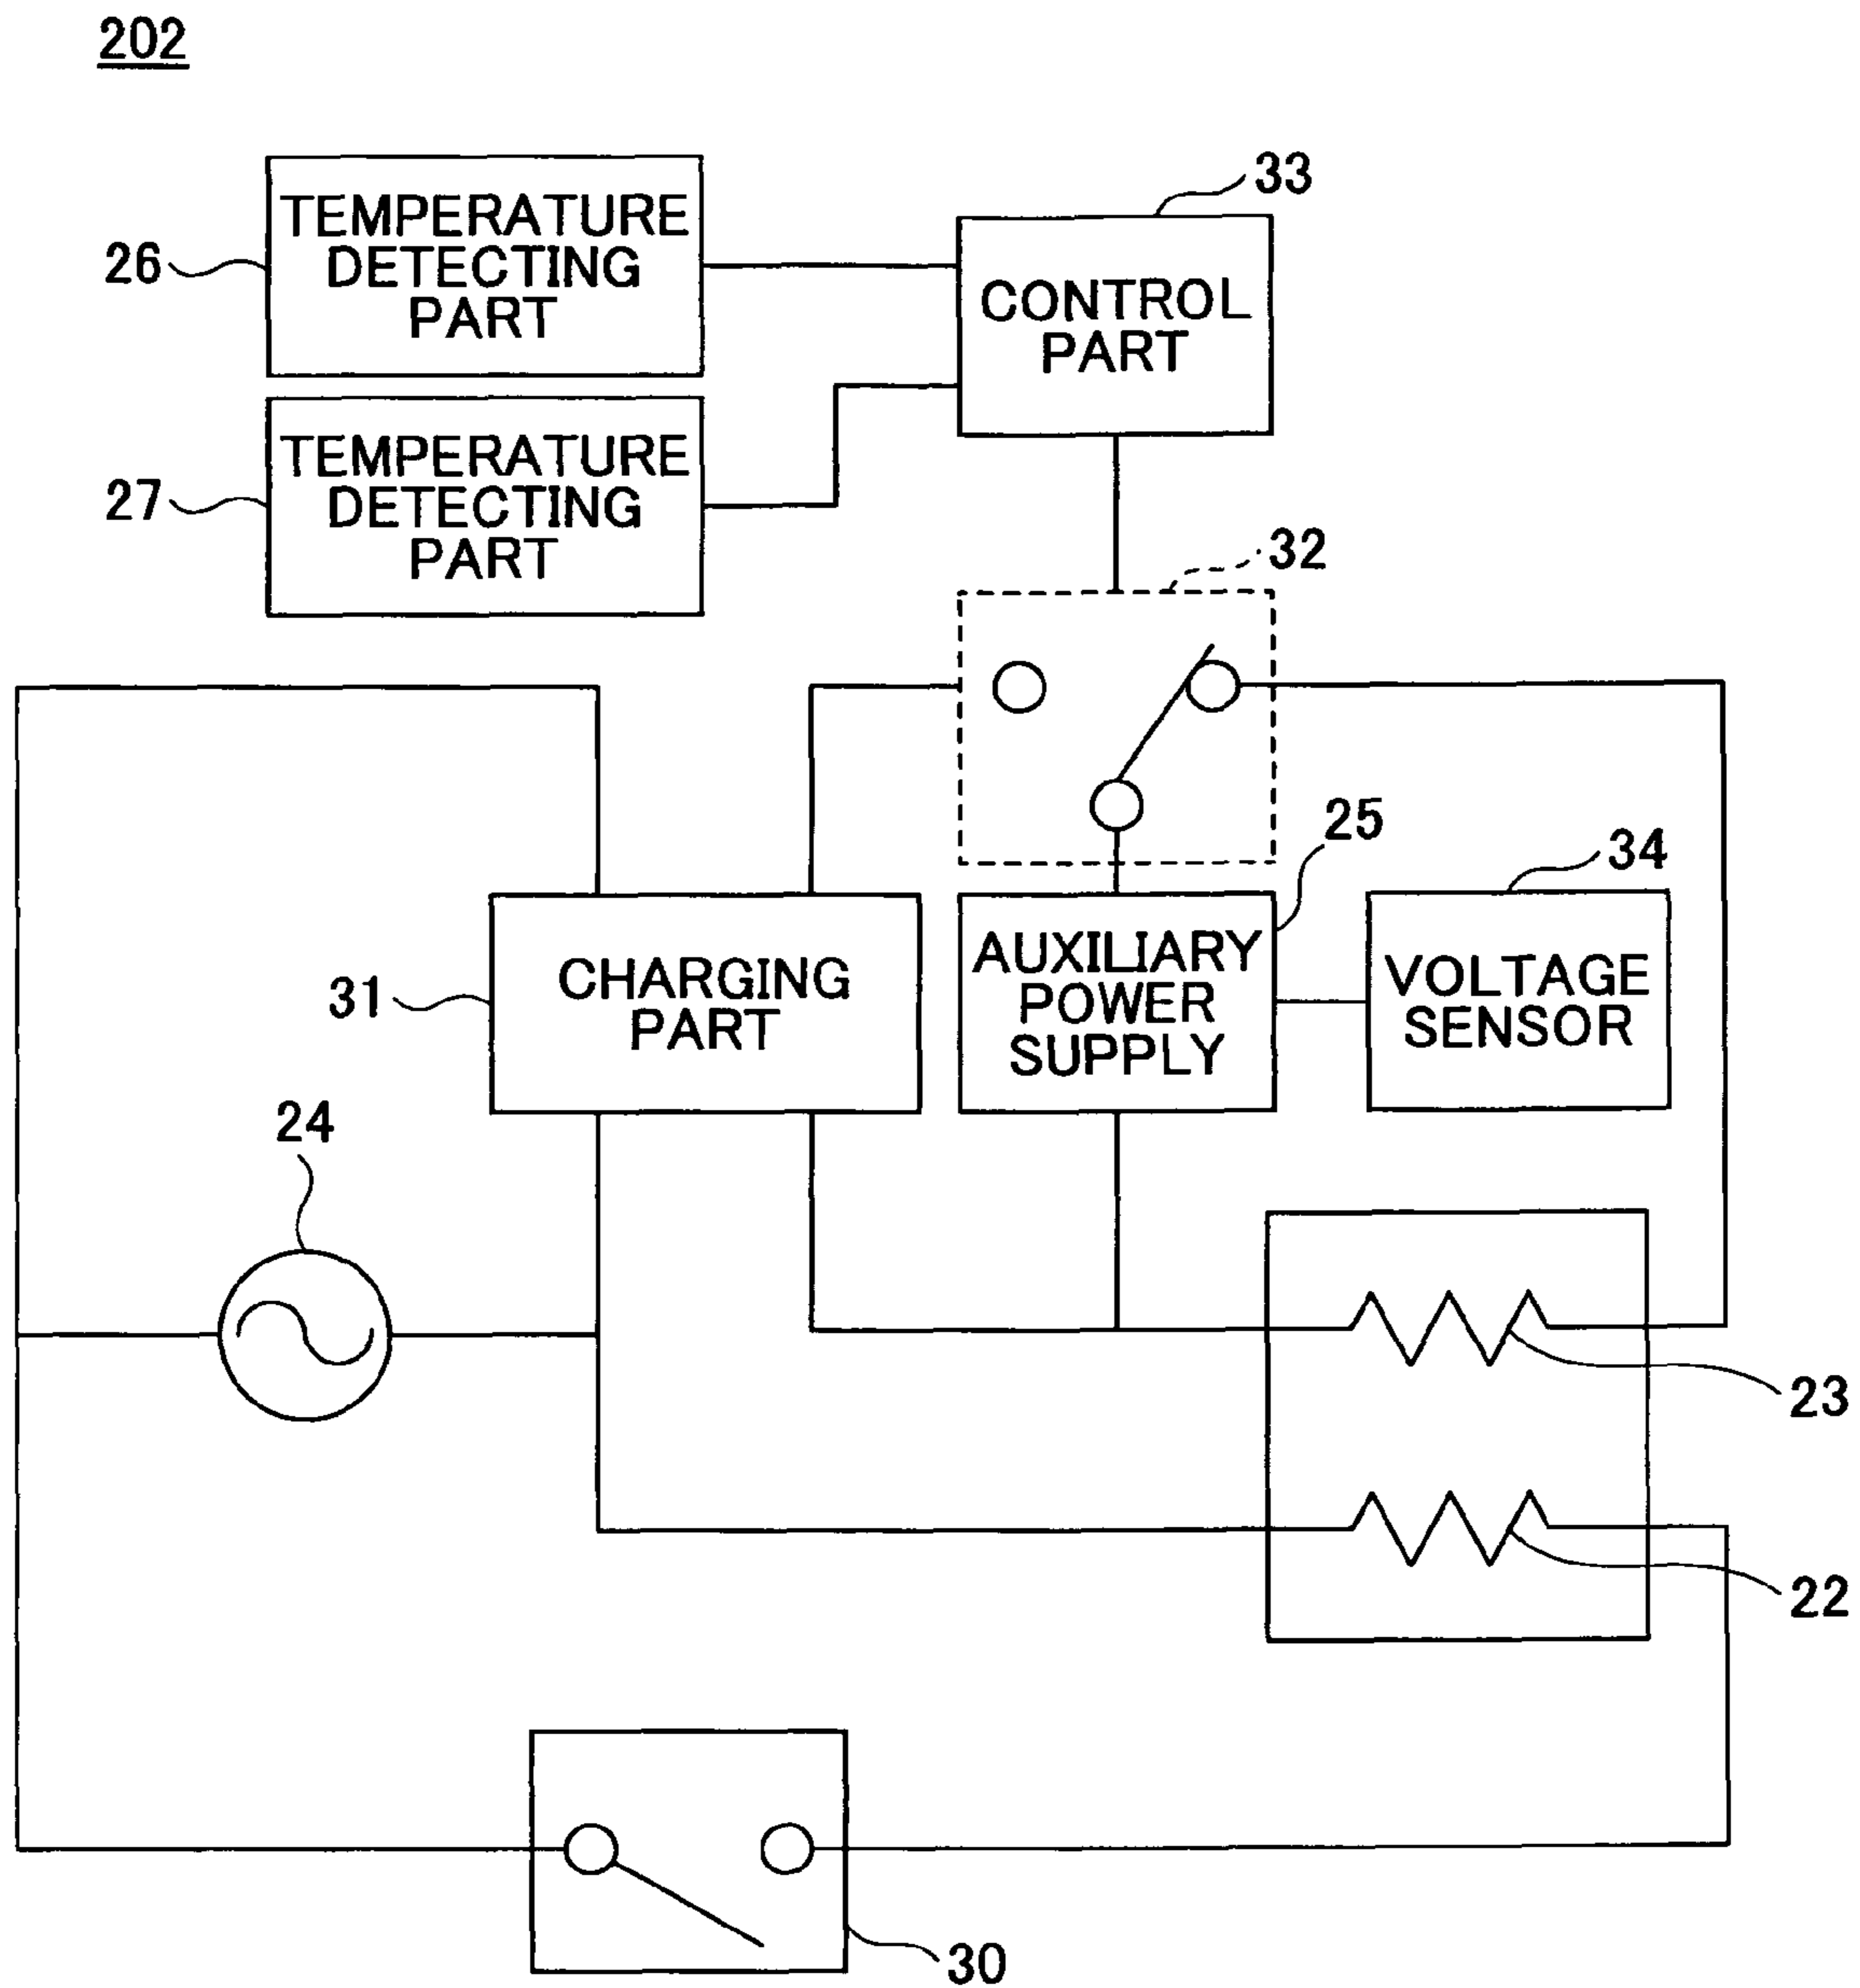 202
TEMPERATURE
DETECTING
PART
26
33
CONTROL
PART
TEMPERATURE
DETECTING
PART
27
32
25
34
31
CHARGING
PART
AUXILIARY
POWER
SUPPLY
VOLTAGE
SENSOR
24
23
22
30